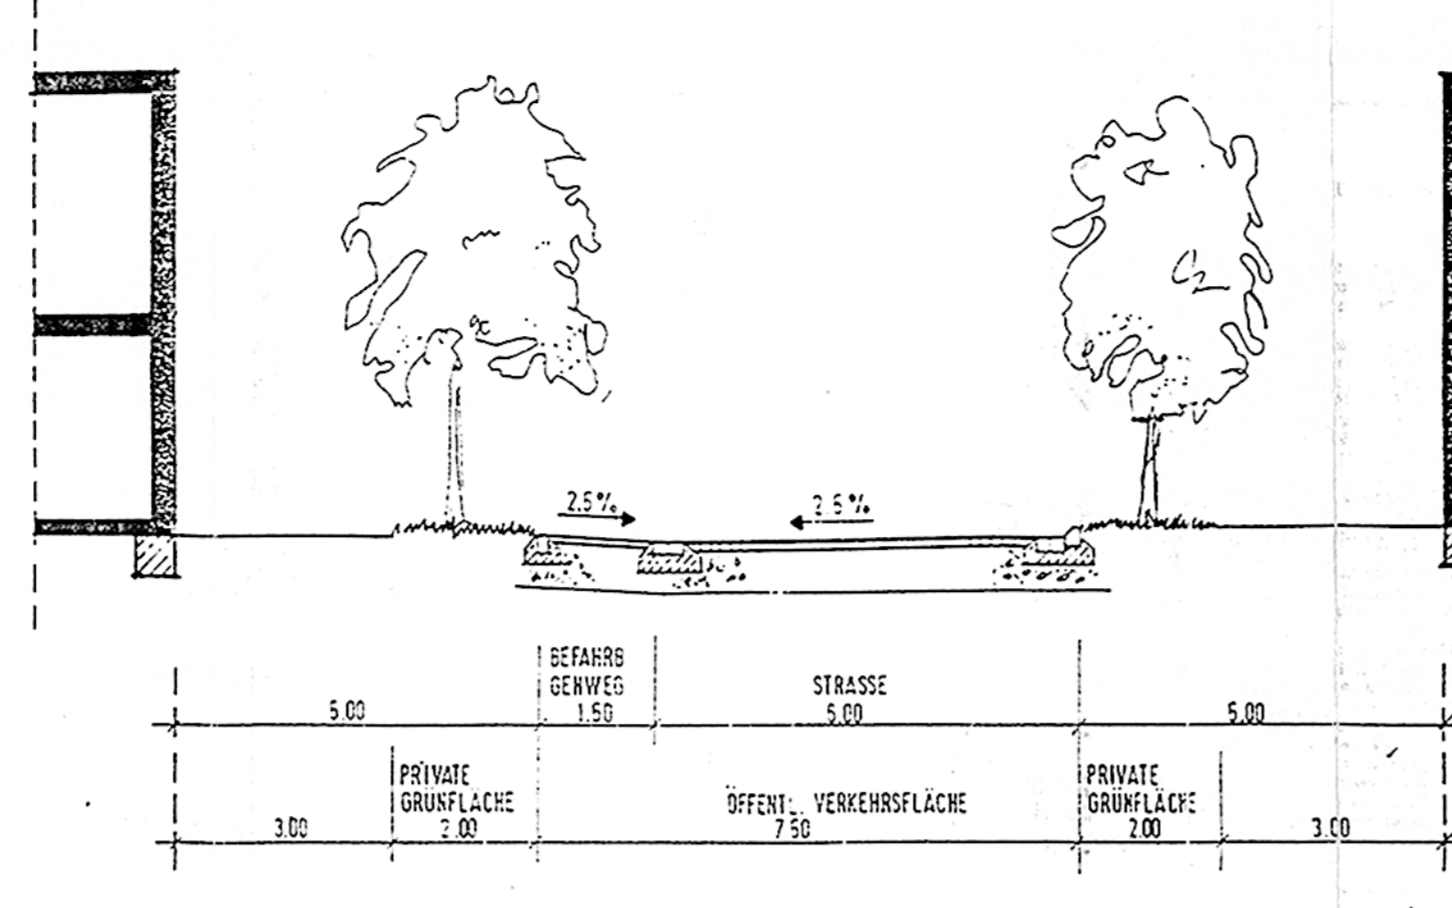 2.5 %
2.5 %
BEFAHRB
GEHWEG
STRASSE
5.00
1.50
6.00
5.00
PRIVATE
GRÜNFLÄCHE
ÖFFENTL. VERKEHRSFLÄCHE
PRIVATE
GRÜNFLÄCHE
3.00
2.00
7.50
2.00
3.00